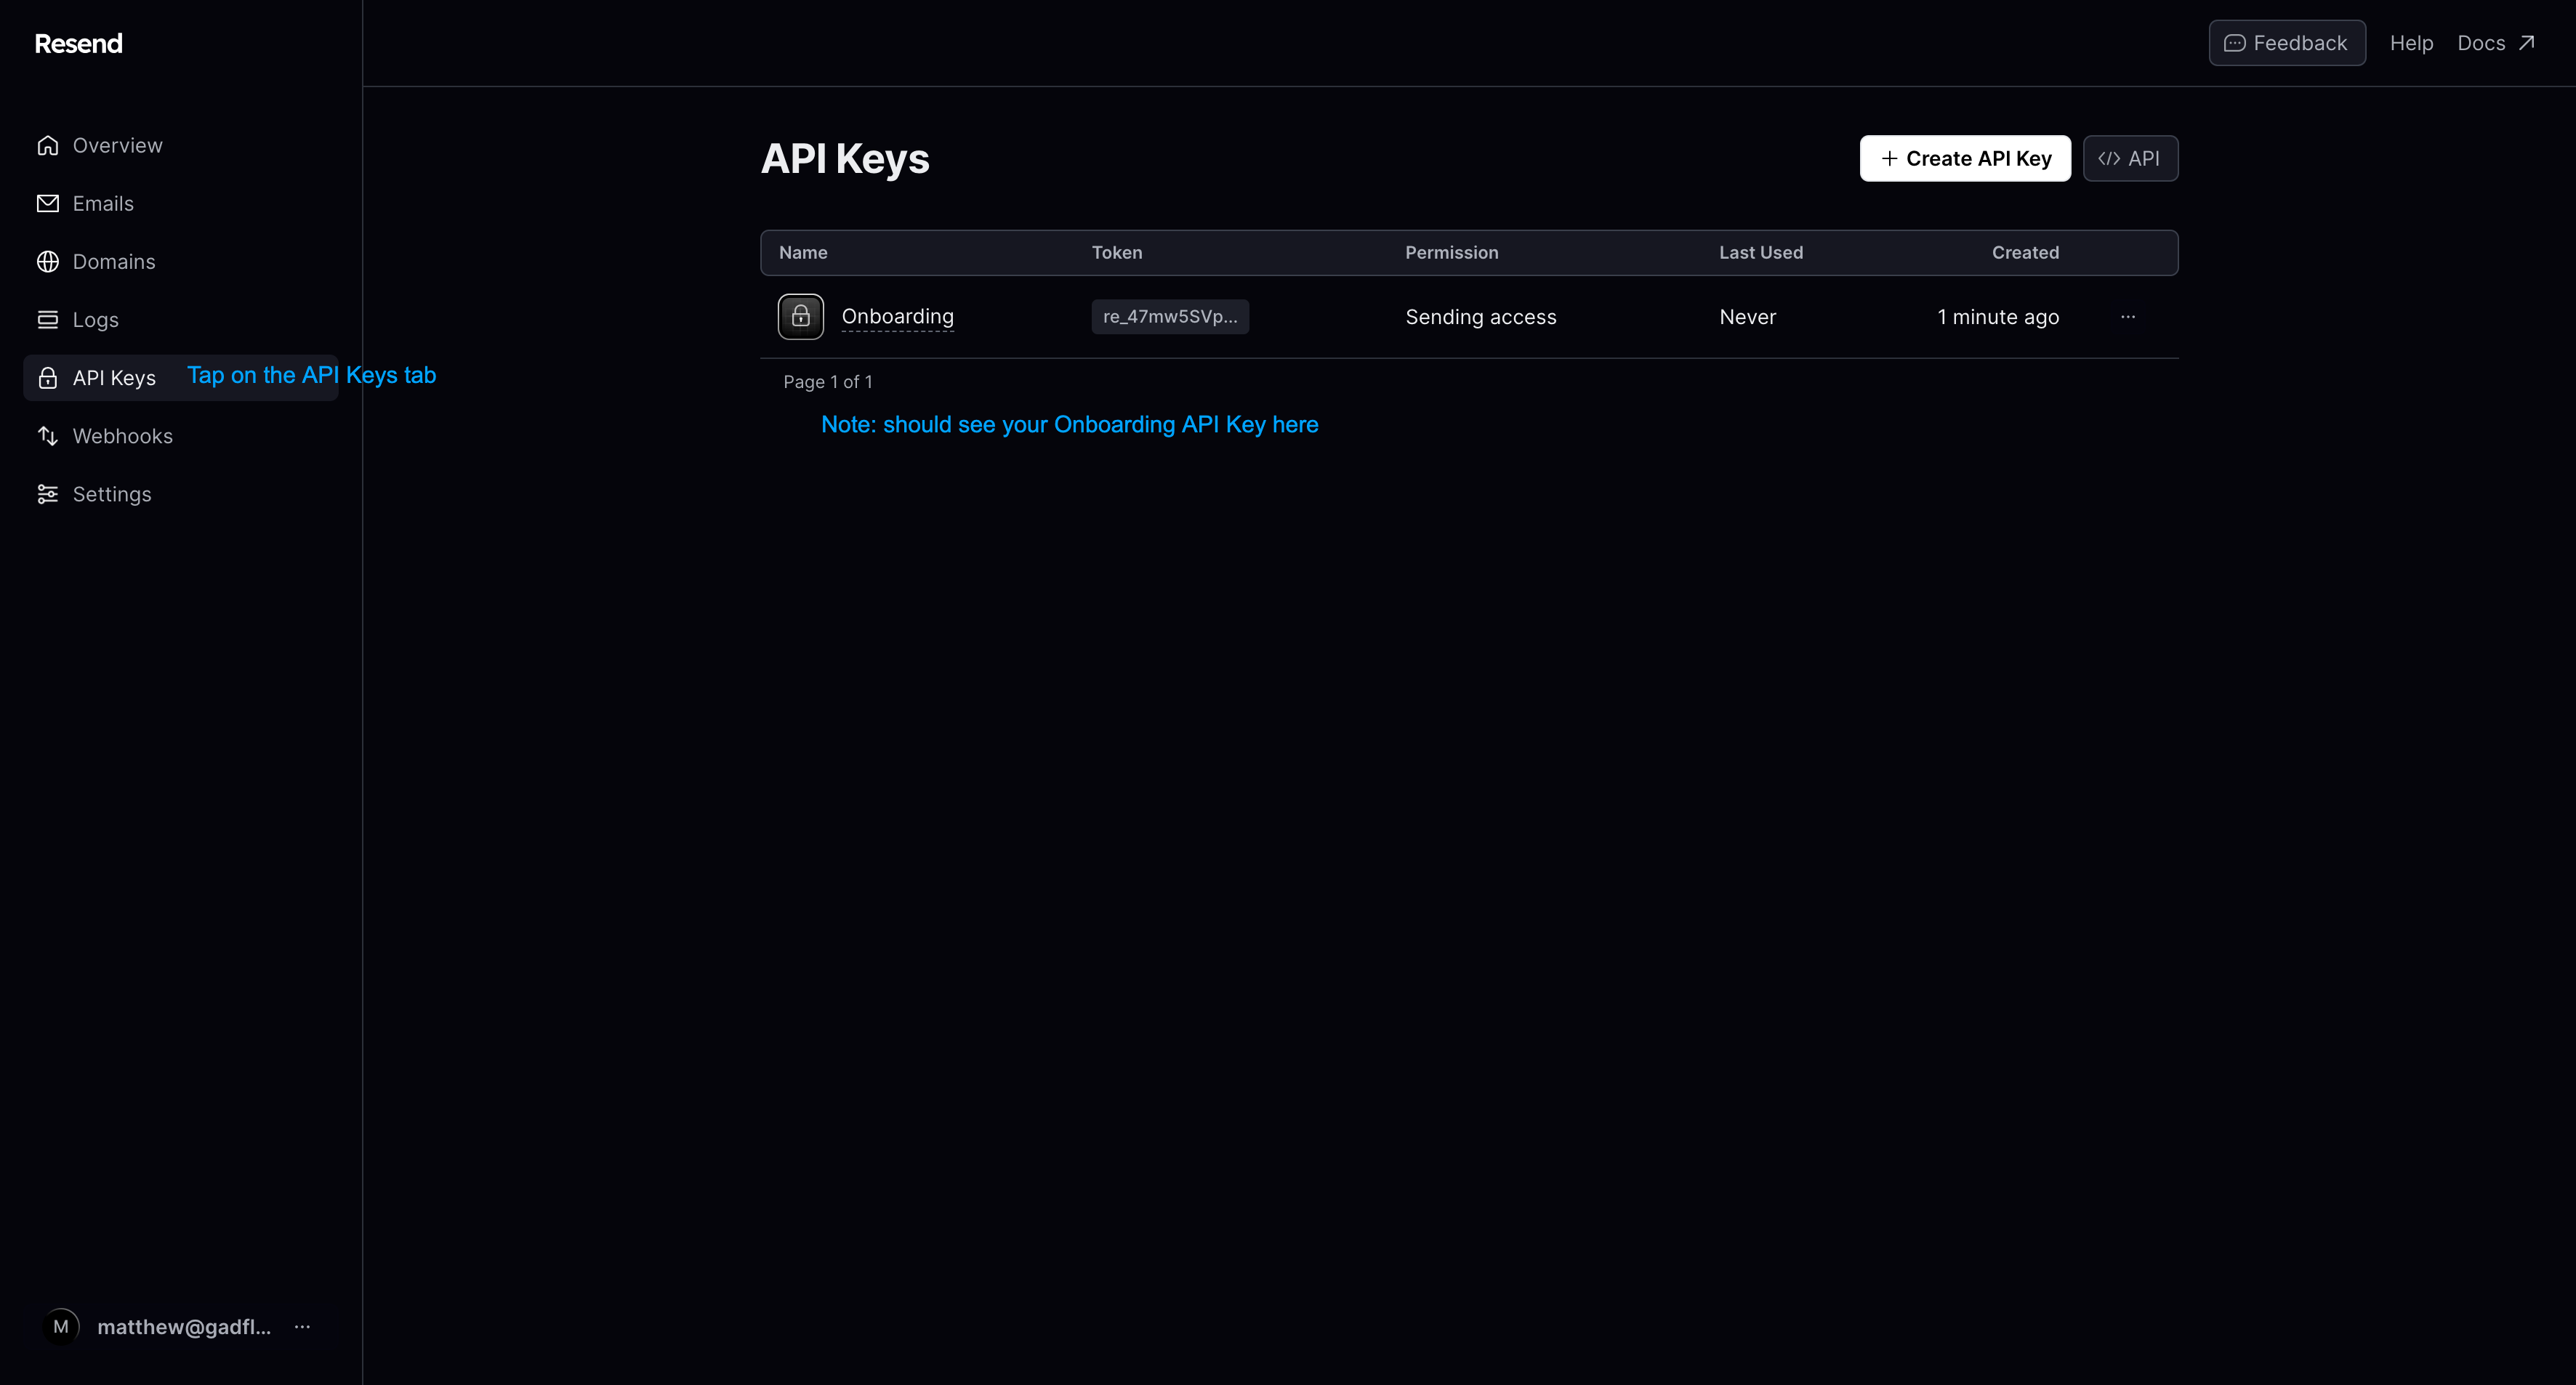 Resend
Feedback
Help
Docs
Overview
Emails
Domains
Logs
API Keys
Tap on the API Keys tab
Webhooks
Settings
API Keys
+ Create API Key
</> API
Name Token Permission Last Used Created
Onboarding re_47mw5SVp... Sending access Never 1 minute ago ...
Page 1 of 1
Note: should see your Onboarding API Key here
M matthew@gadfl... ...